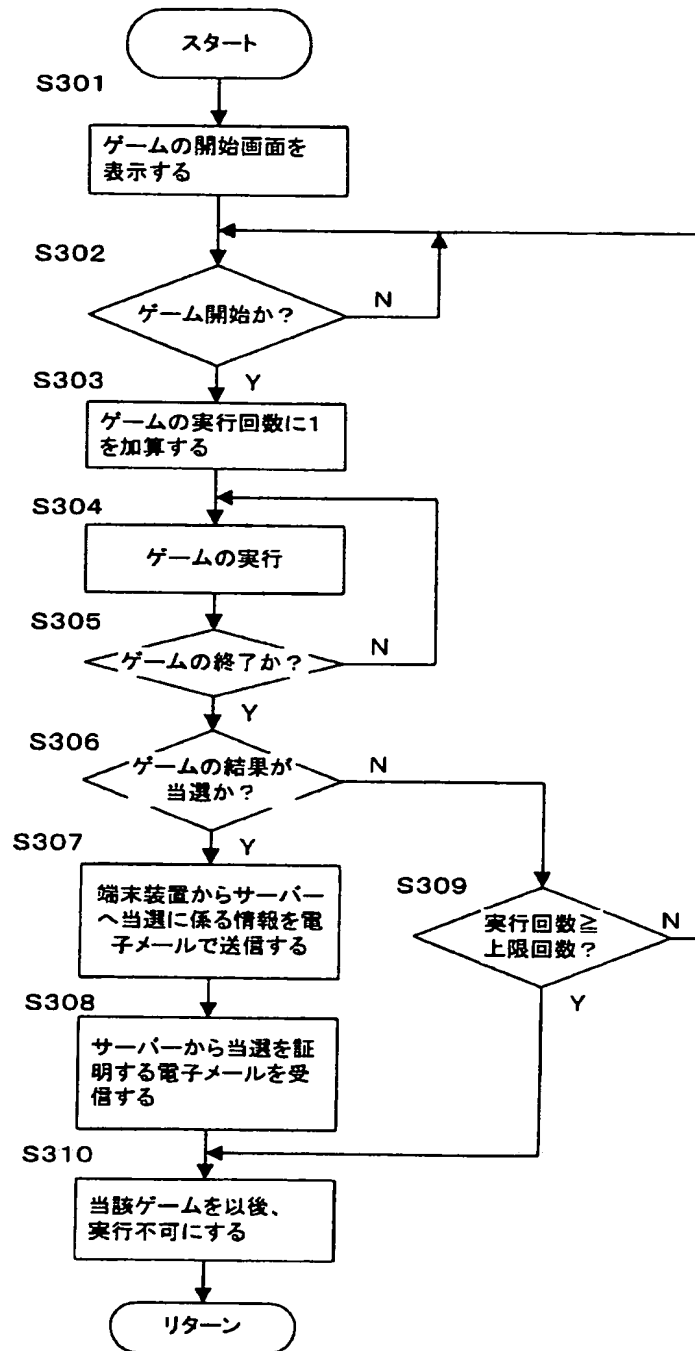 スタート
S301
ゲームの開始画面を
表示する
S302
ゲーム開始か?
N
Y
S303
ゲームの実行回数に1
を加算する
S304
ゲームの実行
S305
ゲームの終了か?
N
Y
S306
ゲームの結果が
当選か?
N
Y
S307
端末装置からサーバー
へ当選に係る情報を電
子メールで送信する
S309
実行回数≧
上限回数?
N
Y
S308
サーバーから当選を証
明する電子メールを受
信する
S310
当該ゲームを以後、
実行不可にする
リターン